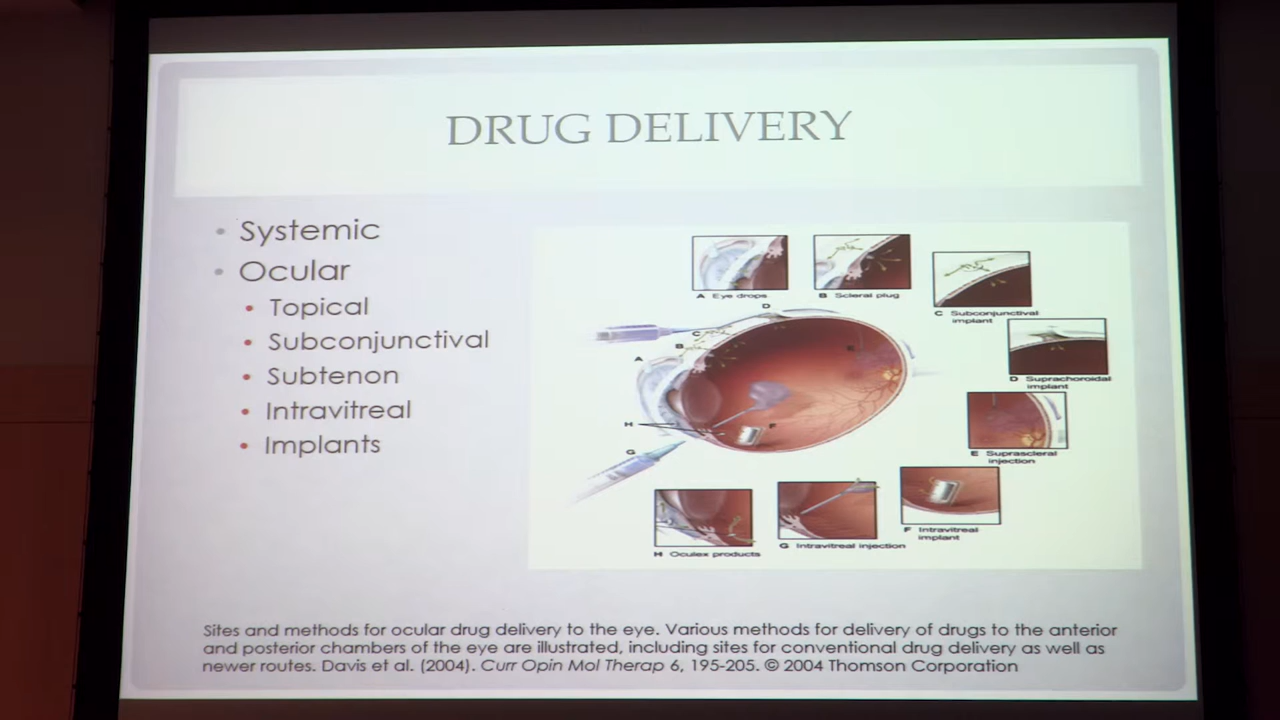 DRUG DELIVERY
• Systemic
• Ocular
• Topical
• Subconjunctival
• Subtenon
• Intravitreal
• Implants
A Eye drops
B Scleral plug
C Subconjunctival
implant
D Suprachoroidal
implant
E Suprascleral
injection
F Intravitreal
implant
G Intravitreal injection
H Oculex products
D
C
B
A
E
H
F
G
Sites and methods for ocular drug delivery to the eye. Various methods for delivery of drugs to the anterior
and posterior chambers of the eye are illustrated, including sites for conventional drug delivery as well as
newer routes. Davis et al. (2004). Curr Opin Mol Therap 6, 195-205. © 2004 Thomson Corporation